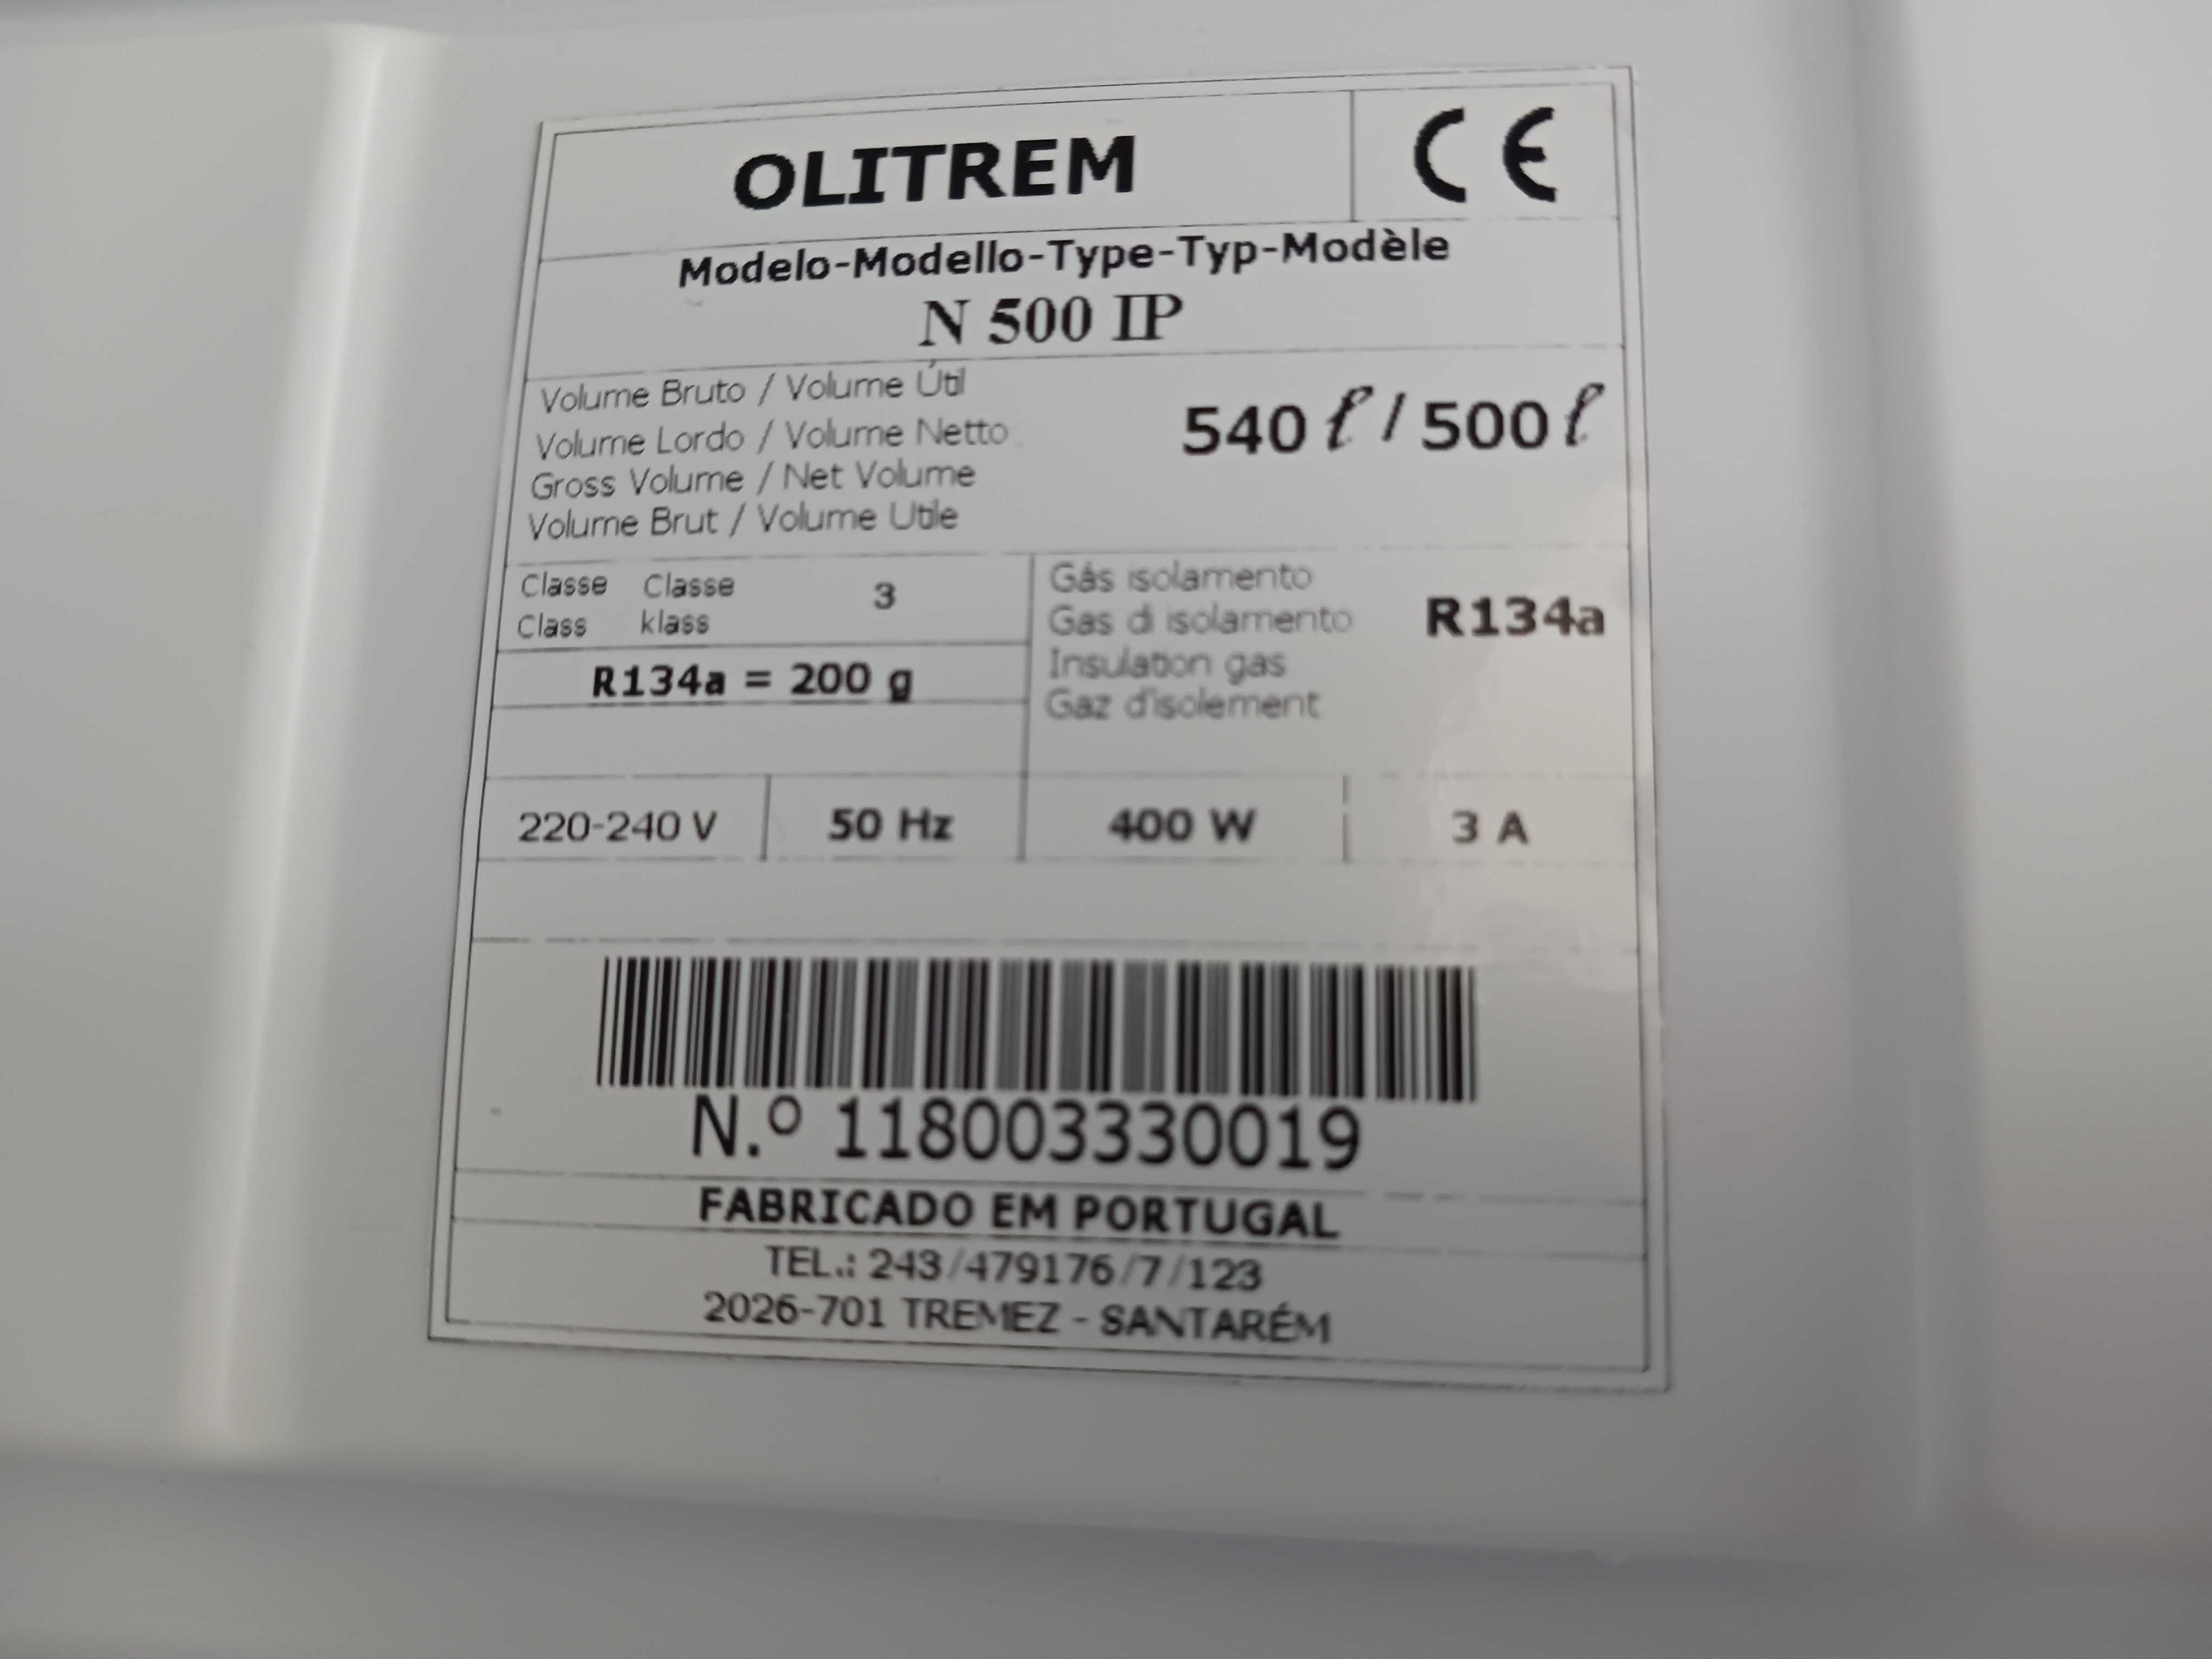 OLITREM CE
Modelo-Modello-Type-Typ-Modèle
N 500 IP
Volume Bruto / Volume Útil
Volume Lordo / Volume Netto
Gross Volume / Net Volume
Volume Brut / Volume Utile
540 ℓ / 500 ℓ
Classe Classe 3
Class klass
R134a = 200 g
Gás isolamento
Gas di isolamento
Insulation gas
Gaz d'isolement
R134a
220-240 V 50 Hz 400 W 3 A
N.º 118003330019
FABRICADO EM PORTUGAL
TEL.: 243/479176/7/123
2026-701 TREMEZ - SANTARÉM